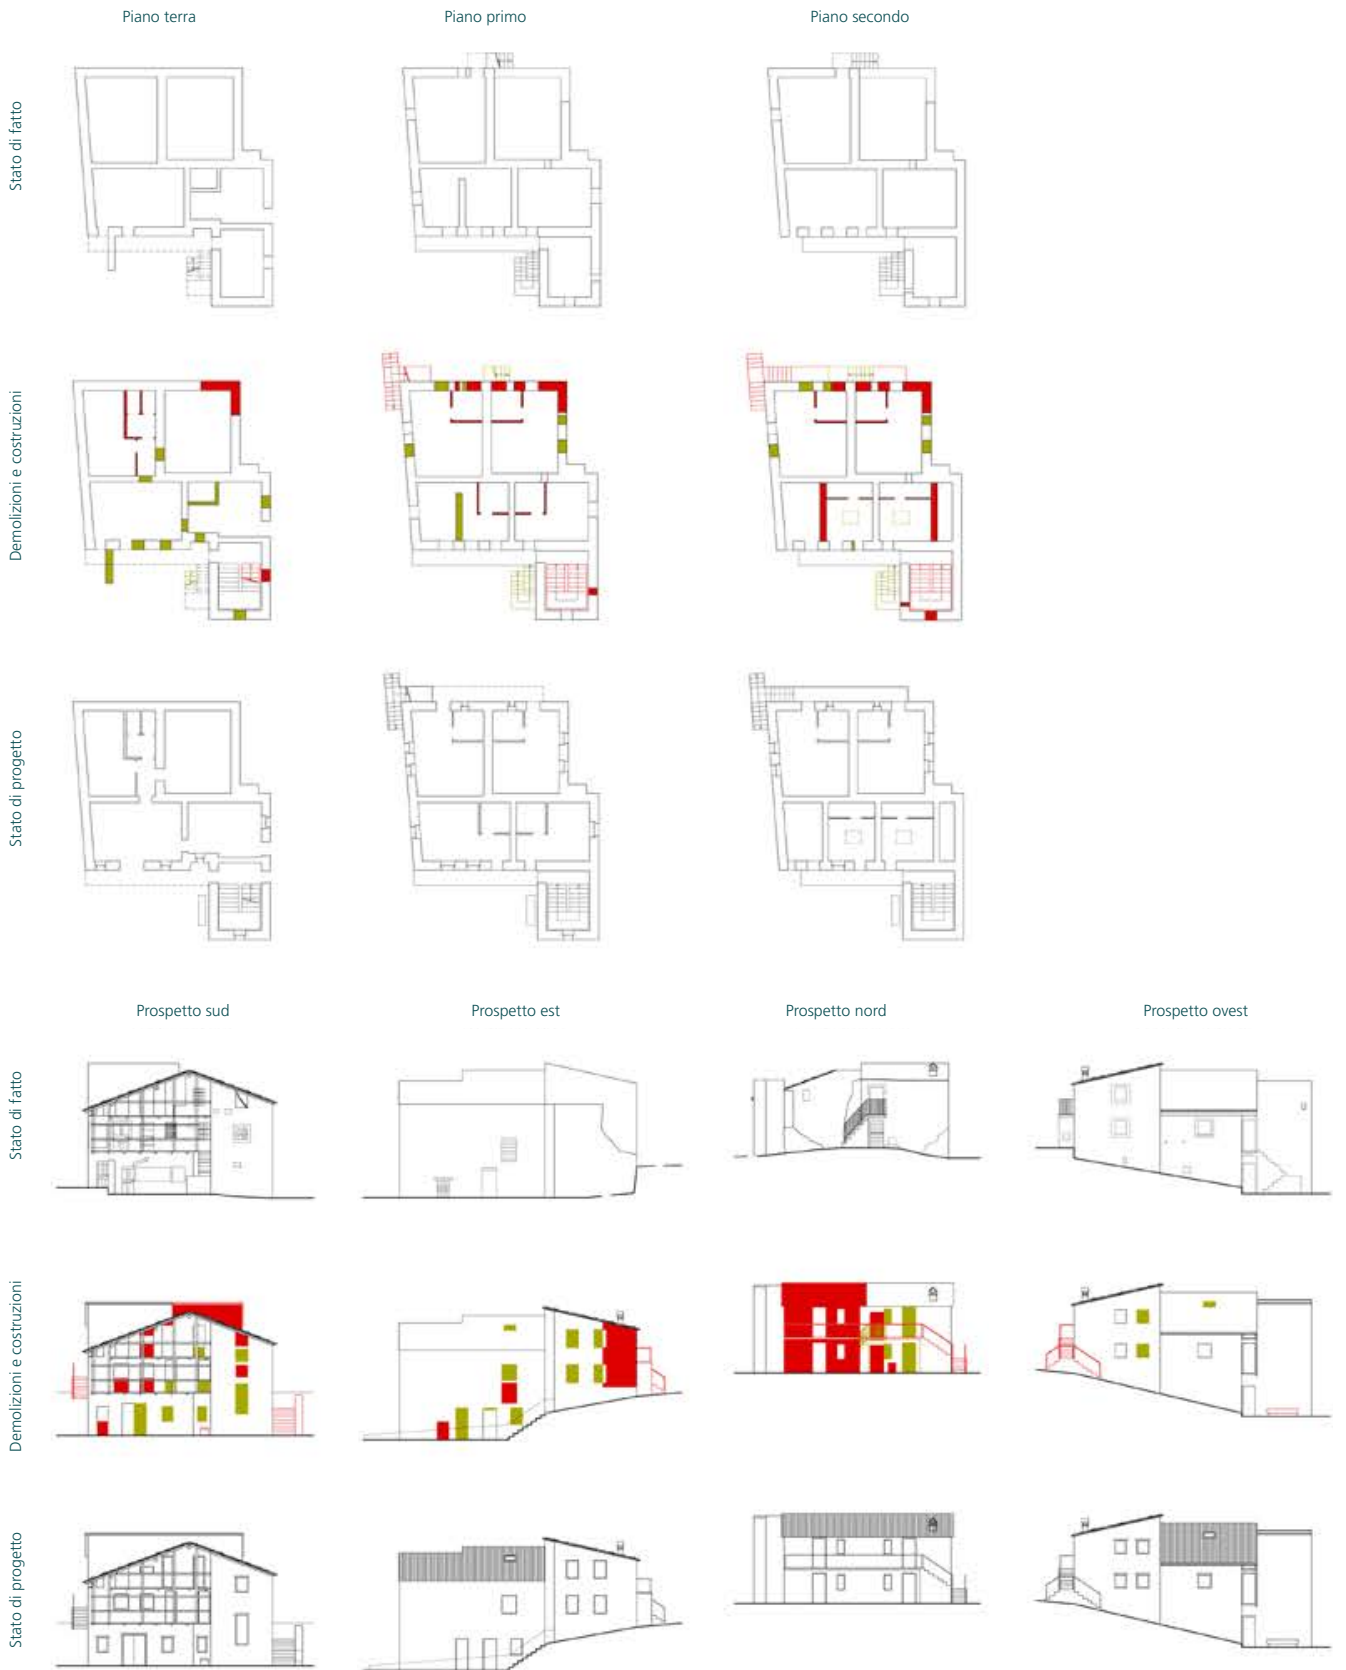 Piano terra
Piano primo
Piano secondo
Stato di fatto
Demolizioni e costruzioni
Stato di progetto
Prospetto sud
Prospetto est
Prospetto nord
Prospetto ovest
Stato di fatto
Demolizioni e costruzioni
Stato di progetto